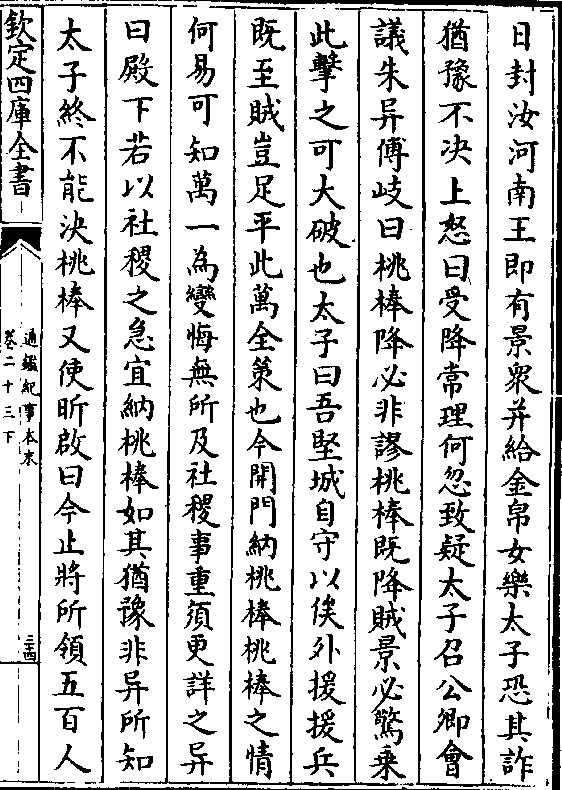 日封汝河南王即有景衆并給金帛女樂太子恐其詐
猶豫不决上怒曰受降常理何忽致疑太子召公卿會
議朱异傅岐曰桃棒降必非謬桃棒既降賊景必驚乗
此擊之可大破也太子曰吾堅城自守以俟外援援兵
既至賊豈足平此萬全策也今開門納桃棒桃棒之情
何易可知萬一為變悔無所及社稷事重須更詳之异
曰殿下若以社稷之急宜納桃棒如其猶豫非异所知
太子終不能決桃棒又使昕啟曰今止將所領五百人
欽定四庫全書
通鑑紀事本末
卷二十三下
三四